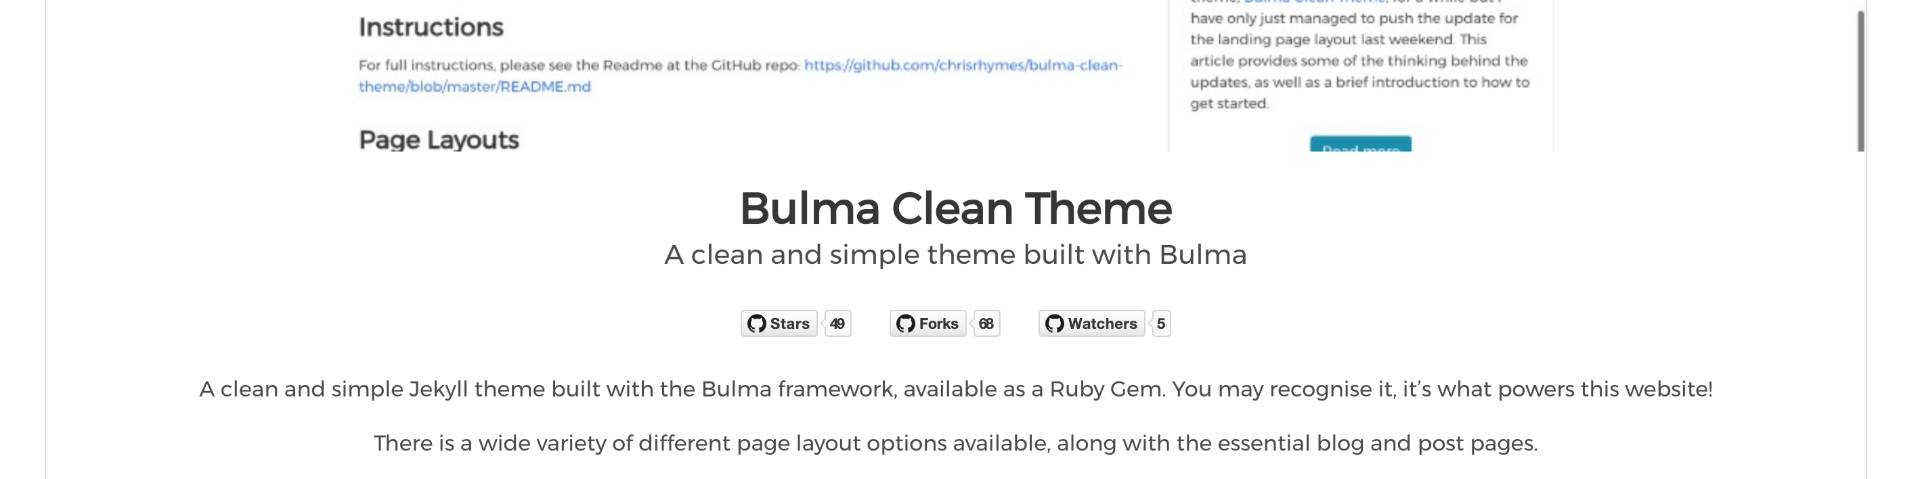 Instructions
For full instructions, please see the Readme at the GitHub repo: https://github.com/chrisrhymes/bulma-clean-
theme/blob/master/README.md
Page Layouts
have only just managed to push the update for
the landing page layout last weekend. This
article provides some of the thinking behind the
updates, as well as a brief introduction to how to
get started.
Read more
Bulma Clean Theme
A clean and simple theme built with Bulma
Stars 49 Forks 68 Watchers 5
A clean and simple Jekyll theme built with the Bulma framework, available as a Ruby Gem. You may recognise it, it’s what powers this website!
There is a wide variety of different page layout options available, along with the essential blog and post pages.